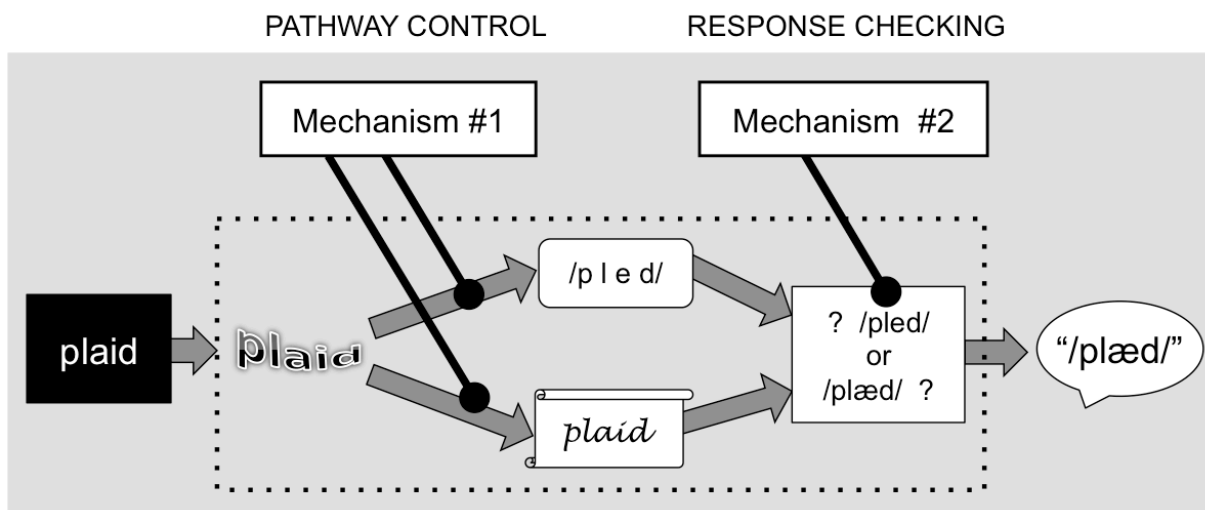 PATHWAY CONTROL
RESPONSE CHECKING
Mechanism #1
Mechanism #2
plaid
plaid
/p l e d/
plaid
? /pled/
or
/plæd/ ?
“/plæd/”